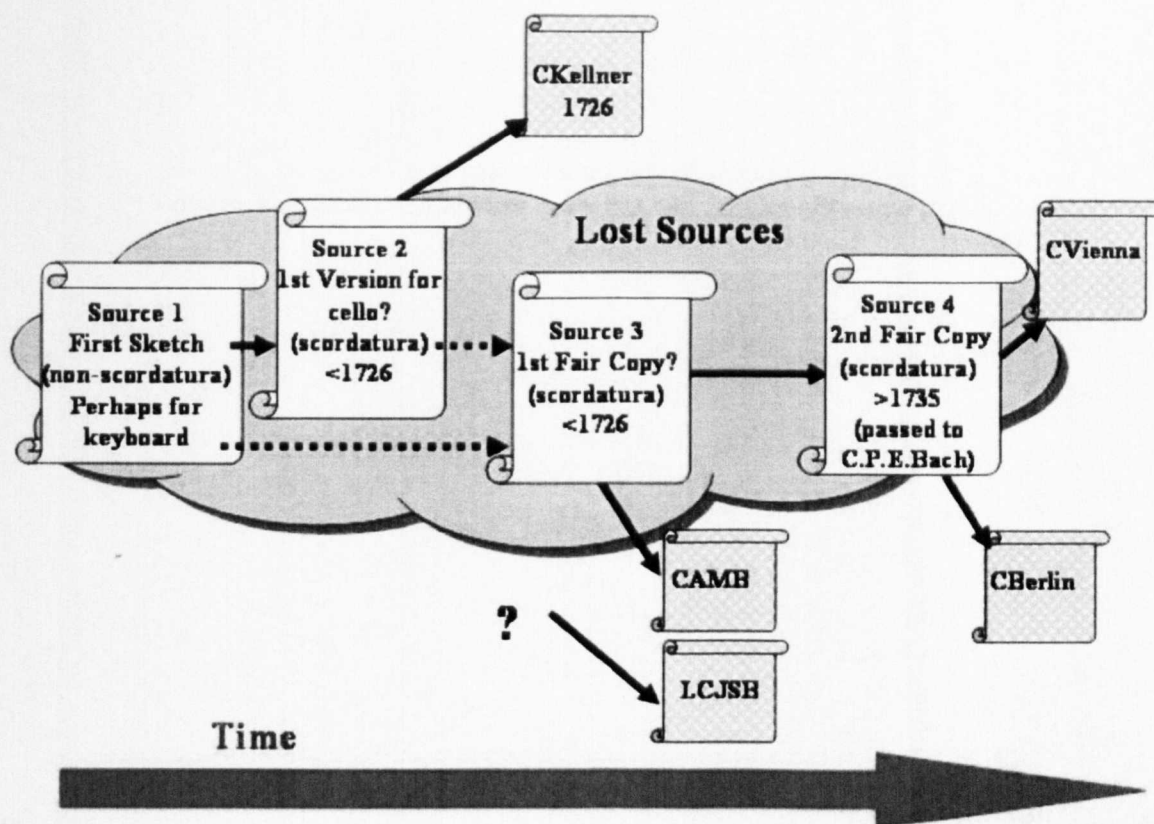 CKellner
1726
Lost Sources
CVienna
Source 1
First Sketch
(non-scordatura)
Perhaps for
keyboard
Source 2
1st Version for
cello?
(scordatura)
<1726
Source 3
1st Fair Copy?
(scordatura)
<1726
Source 4
2nd Fair Copy
(scordatura)
>1735
(passed to
C.P.E.Bach)
CAMB
CBerlin
?
LCJSB
Time